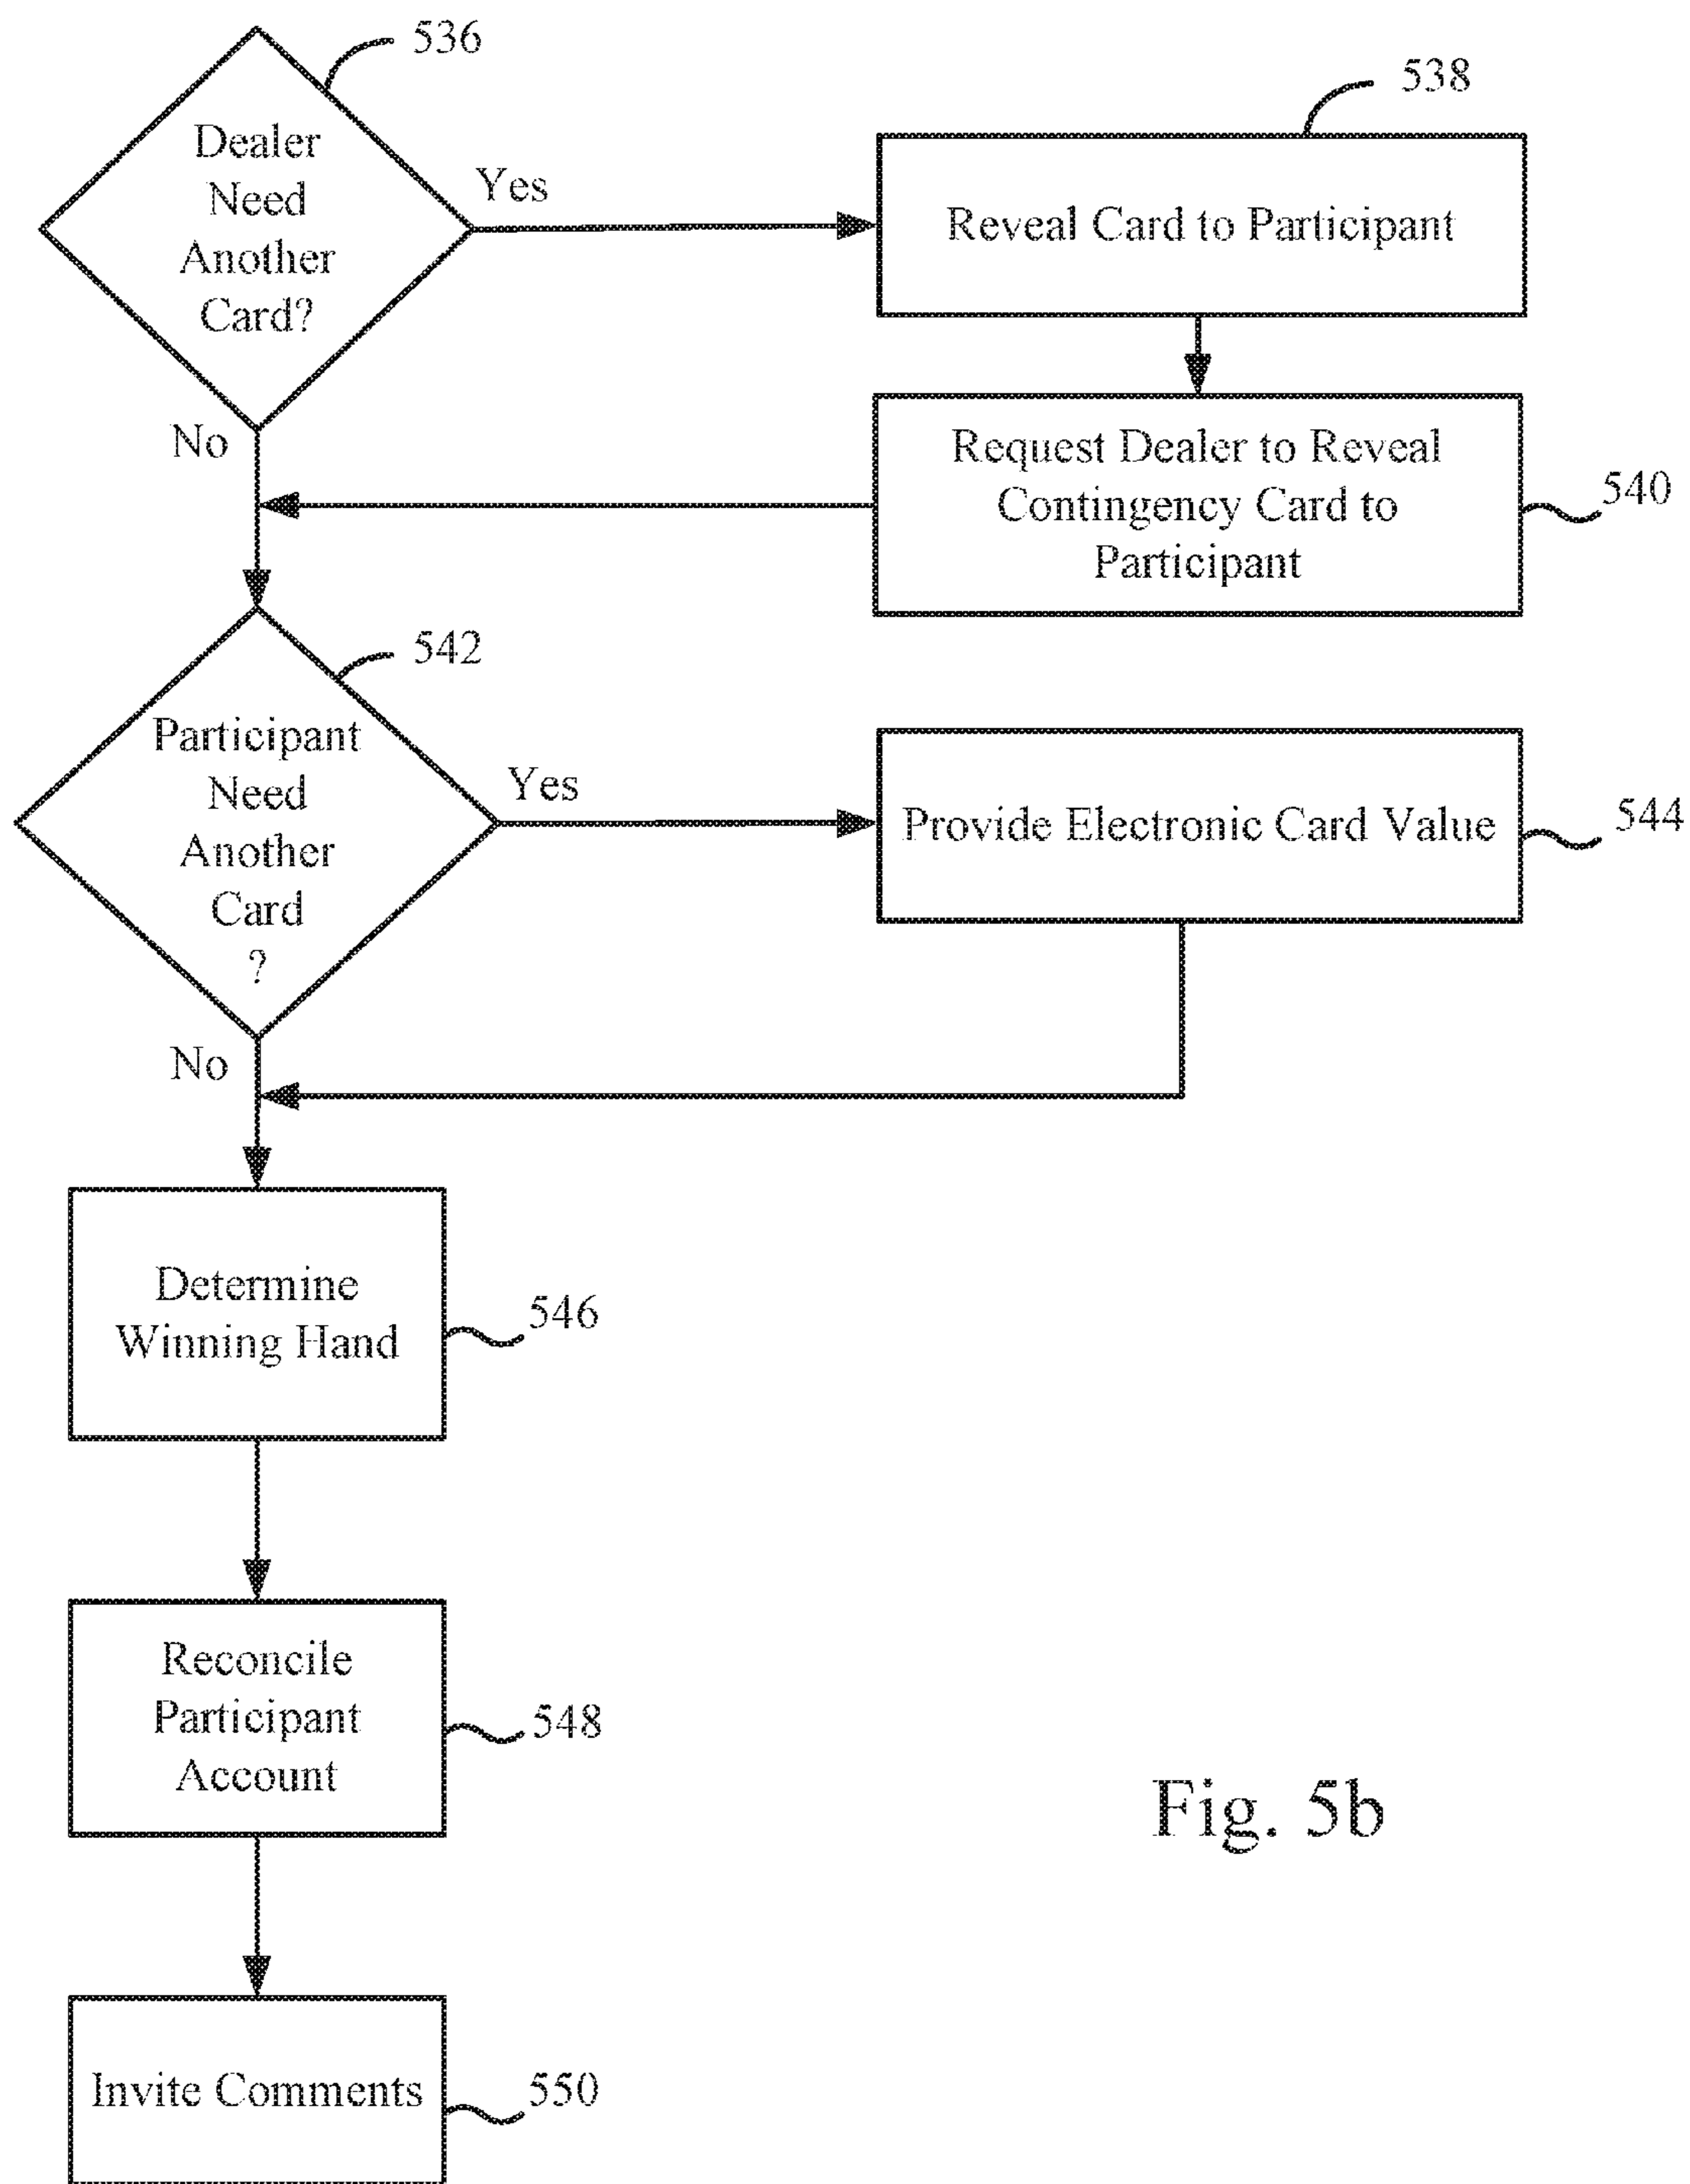 536
Dealer
Need
Another
Card?
Yes
538
Reveal Card to Participant
No
Request Dealer to Reveal
Contingency Card to
Participant
540
542
Participant
Need
Another
Card
?
Yes
Provide Electronic Card Value
544
No
Determine
Winning Hand
546
Reconcile
Participant
Account
548
Fig. 5b
Invite Comments
550